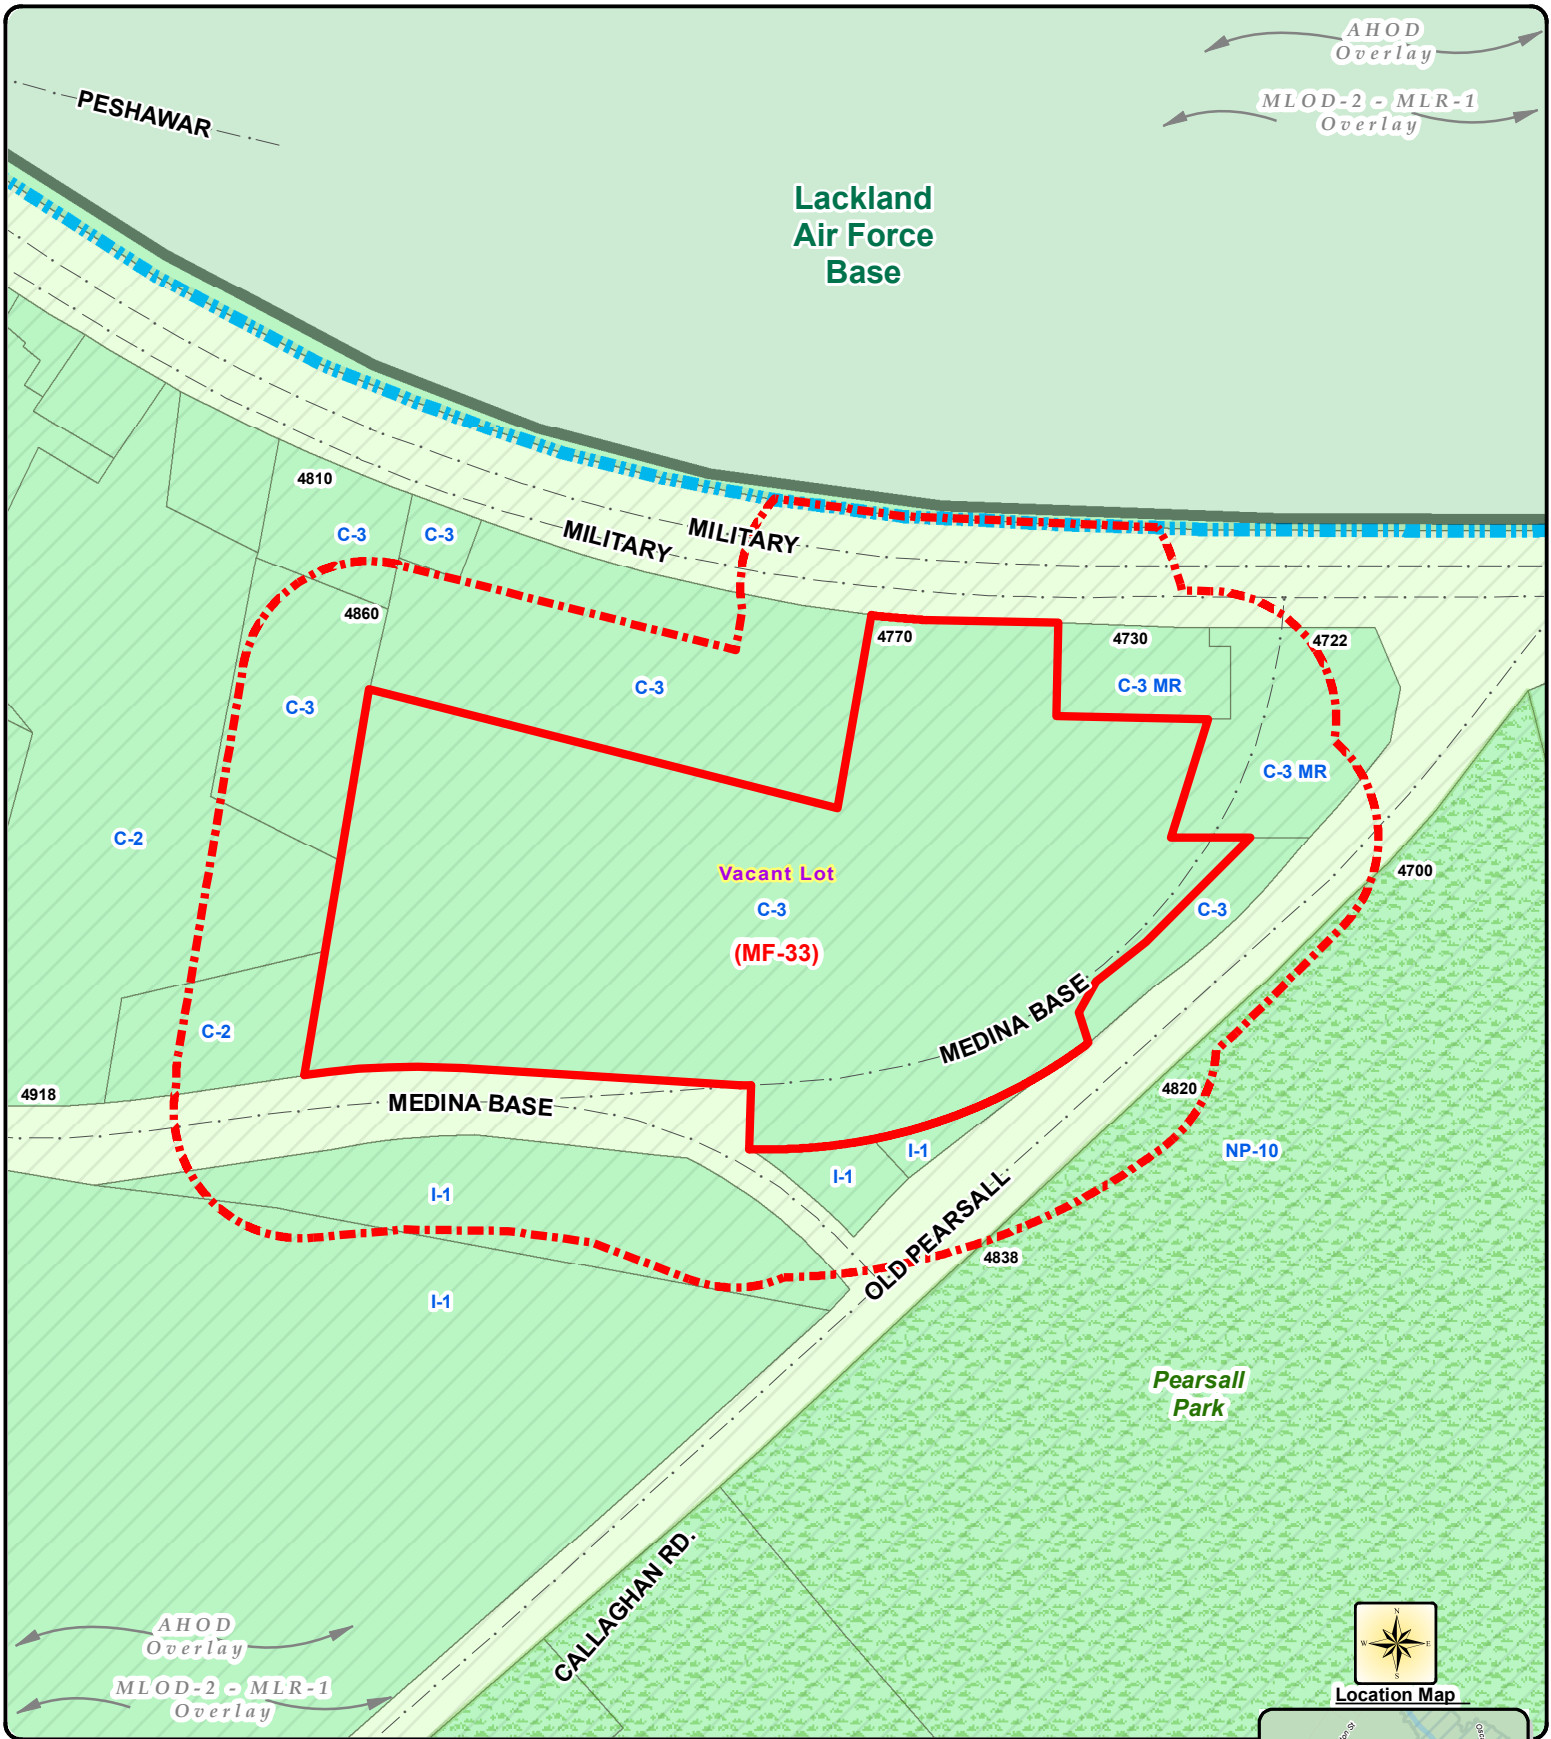 AHOD
Overlay
MLOD-2 - MLR-1
Overlay
PESHAWAR
Lackland
Air Force
Base
4810
C-3
C-3
MILITARY
MILITARY
4860
4770
4730
4722
C-3
C-3 MR
C-3
C-3 MR
C-2
Vacant Lot
4700
C-3
C-3
(MF-33)
C-2
MEDINA BASE
4918
4820
MEDINA BASE
I-1
NP-10
I-1
I-1
OLD PEARSALL
4838
I-1
Pearsall
Park
CALLAGHAN RD.
AHOD
Overlay
MLOD-2 - MLR-1
Overlay
N
W
E
S
Location Map